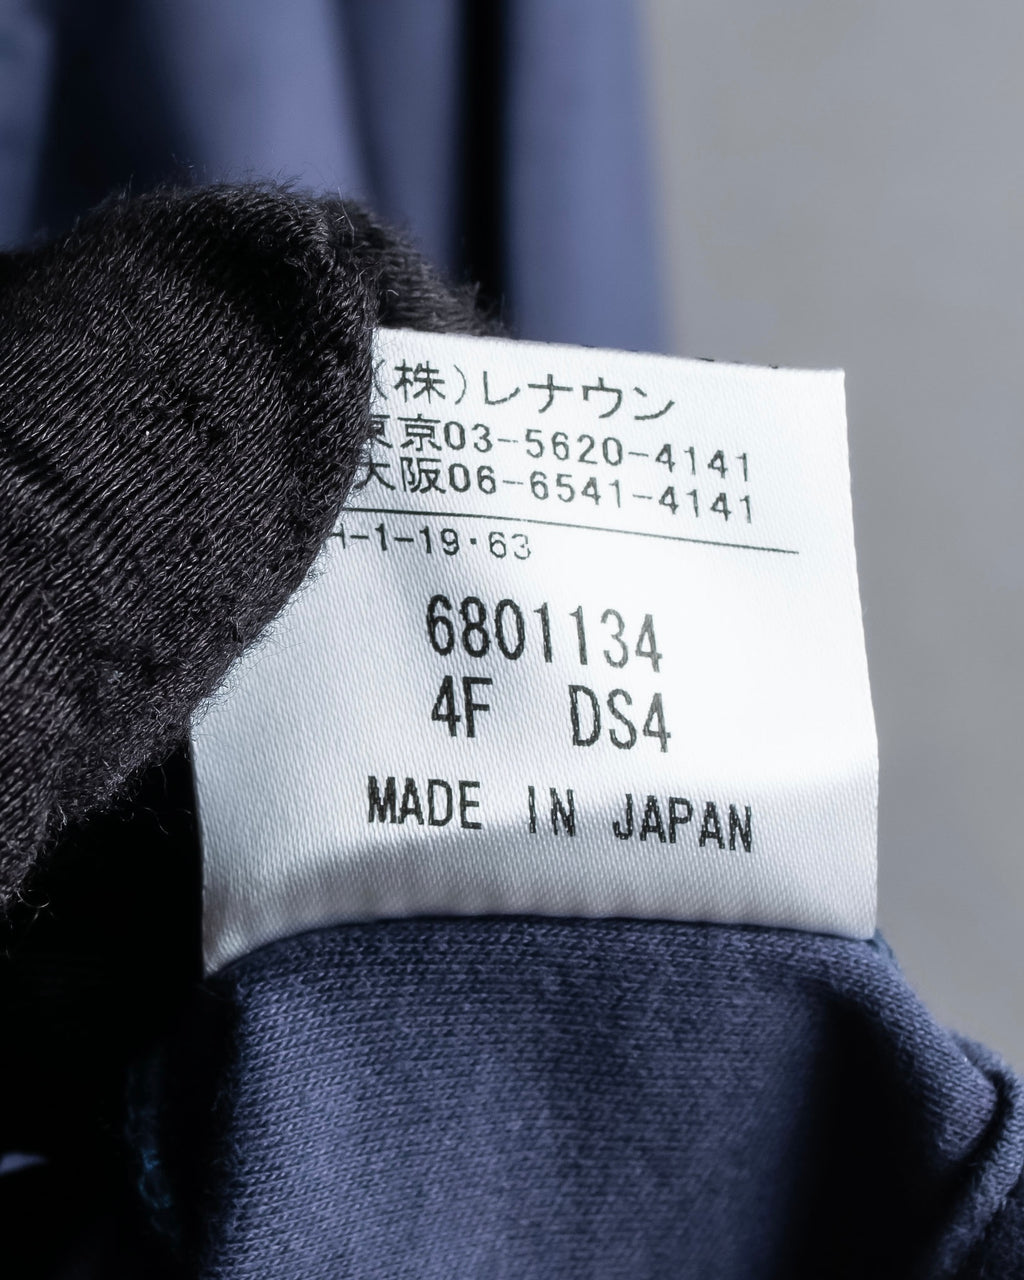 (株)レナウン
東京03-5620-4141
大阪06-6541-4141
H-1-19・63
6801134
4F DS4
MADE IN JAPAN